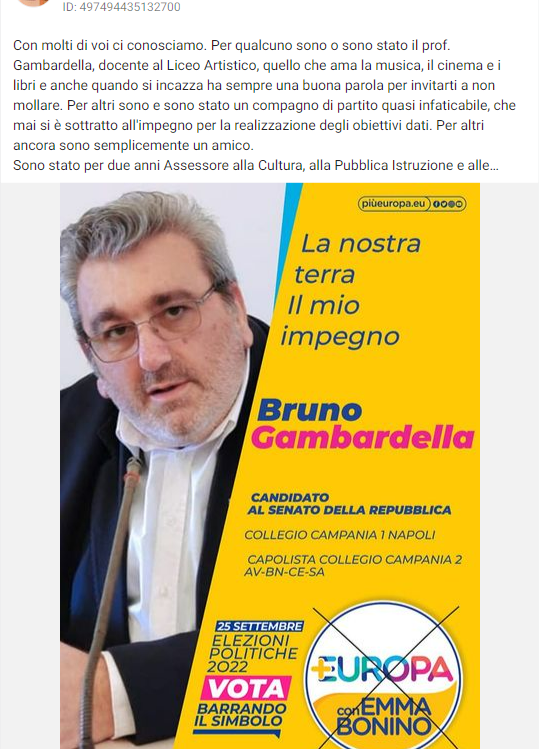 ID: 497494435132700
Con molti di voi ci conosciamo. Per qualcuno sono o sono stato il prof.
Gambardella, docente al Liceo Artistico, quello che ama la musica, il cinema e i
libri e anche quando si incazza ha sempre una buona parola per invitarti a non
mollare. Per altri sono e sono stato un compagno di partito quasi infaticabile, che
mai si è sottratto all'impegno per la realizzazione degli obiettivi dati. Per altri
ancora sono semplicemente un amico.
Sono stato per due anni Assessore alla Cultura, alla Pubblica Istruzione e alle...
piùeuropa.eu
La nostra
terra
Il mio
impegno
Bruno
Gambardella
CANDIDATO
AL SENATO DELLA REPUBBLICA
COLLEGIO CAMPANIA 1 NAPOLI
CAPOLISTA COLLEGIO CAMPANIA 2
AV-BN-CE-SA
25 SETTEMBRE
ELEZIONI
POLITICHE
2022
VOTA
BARRANDO
IL SIMBOLO
+EUROPA
con EMMA
BONINO